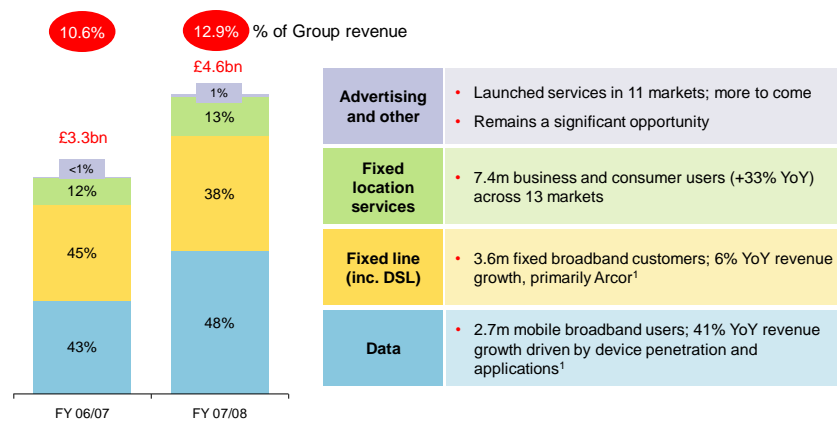 10.6%
12.9%
% of Group revenue
£4.6bn
£3.3bn
<1%
12%
45%
43%
FY 06/07
1%
13%
38%
48%
FY 07/08
Advertising
and other
• Launched services in 11 markets; more to come
• Remains a significant opportunity
Fixed
location
services
• 7.4m business and consumer users (+33% YoY)
across 13 markets
Fixed line
(inc. DSL)
• 3.6m fixed broadband customers; 6% YoY revenue
growth, primarily Arcor¹
Data
• 2.7m mobile broadband users; 41% YoY revenue
growth driven by device penetration and
applications¹